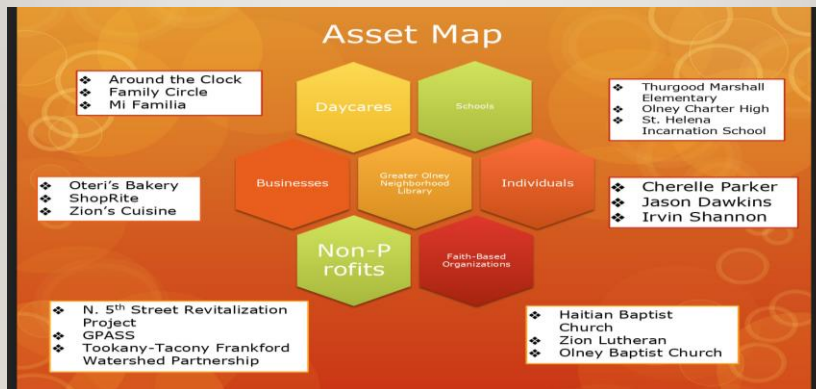 Asset Map
❖ Around the Clock
❖ Family Circle
❖ Mi Familia
Daycares
Schools
❖ Thurgood Marshall
Elementary
❖ Olney Charter High
❖ St. Helena
Incarnation School
❖ Oteri's Bakery
❖ ShopRite
❖ Zion's Cuisine
Businesses
Greater Olney
Neighborhood
Library
Individuals
❖ Cherelle Parker
❖ Jason Dawkins
❖ Irvin Shannon
Non-P
rofits
Faith-Based
Organizations
❖ N. 5th Street Revitalization
Project
❖ GPASS
❖ Tookany-Tacony Frankford
Watershed Partnership
❖ Haitian Baptist
Church
❖ Zion Lutheran
❖ Olney Baptist Church